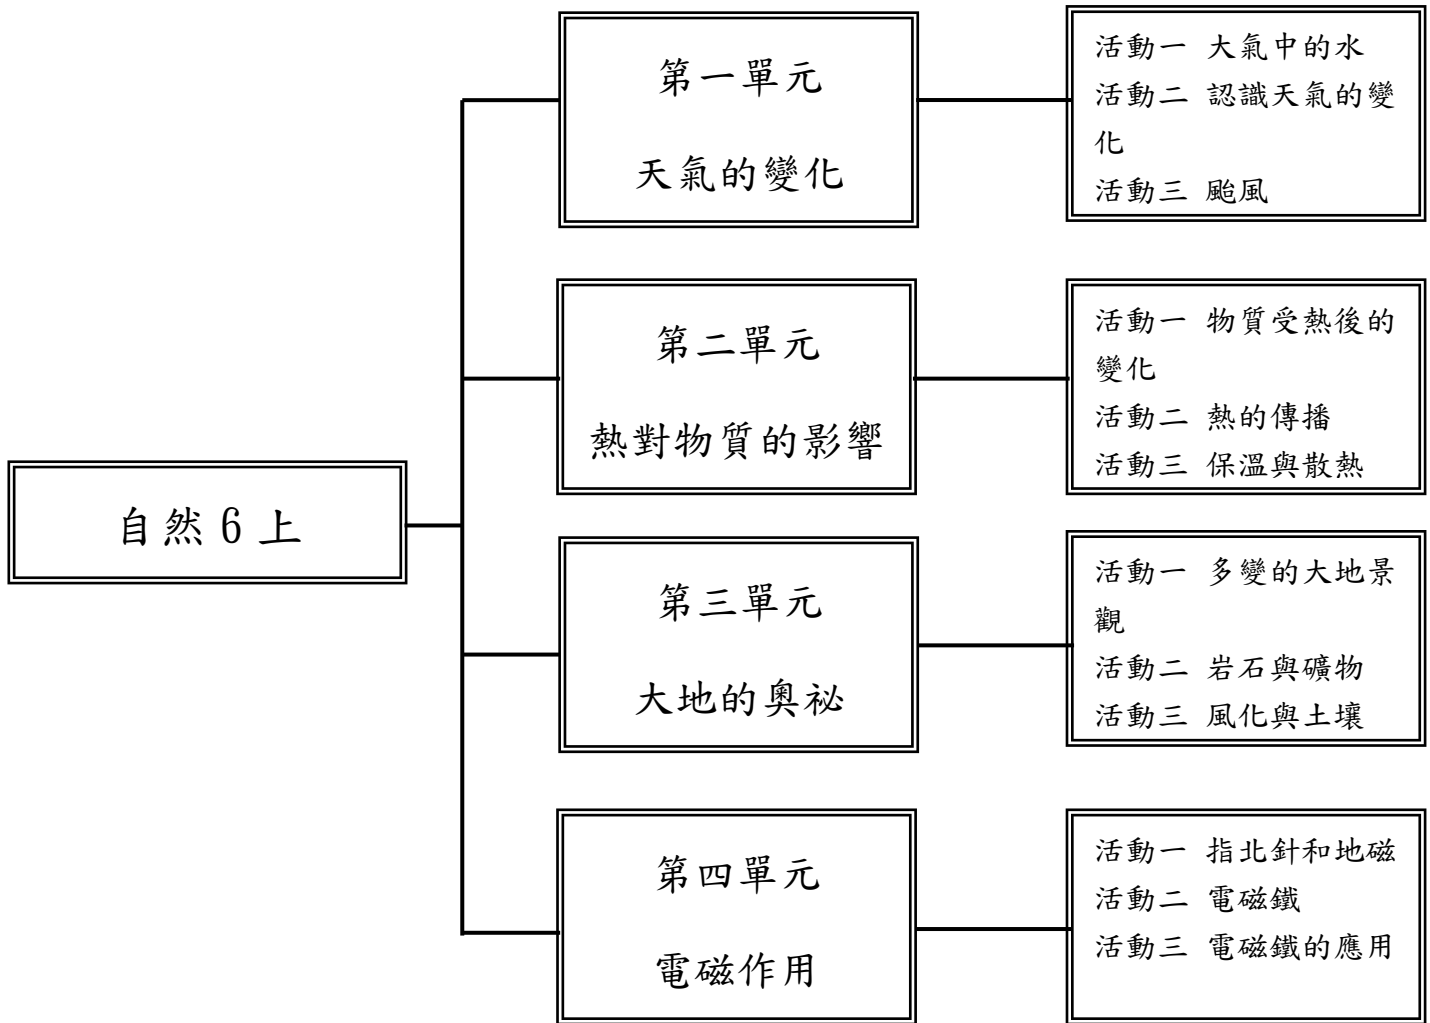 自然 6 上
第一單元
天氣的變化
活動一 大氣中的水
活動二 認識天氣的變
化
活動三 颱風
第二單元
熱對物質的影響
活動一 物質受熱後的
變化
活動二 熱的傳播
活動三 保溫與散熱
第三單元
大地的奧祕
活動一 多變的大地景
觀
活動二 岩石與礦物
活動三 風化與土壤
第四單元
電磁作用
活動一 指北針和地磁
活動二 電磁鐵
活動三 電磁鐵的應用